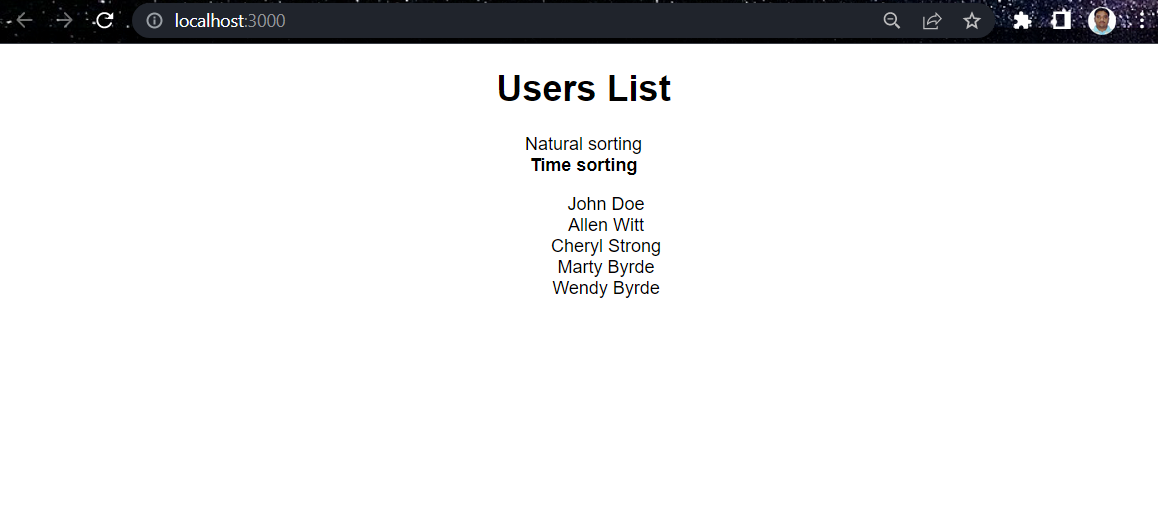 localhost:3000
Users List
Natural sorting
Time sorting
John Doe
Allen Witt
Cheryl Strong
Marty Byrde
Wendy Byrde